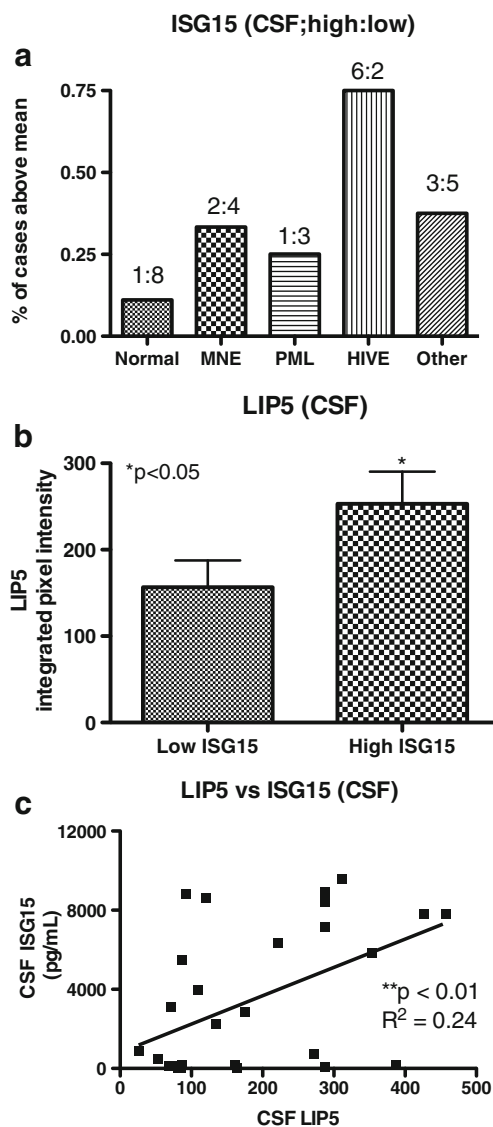 ISG15 (CSF;high:low)
a
% of cases above mean
0.75
0.50
0.25
0.00
1:8
2:4
1:3
6:2
3:5
Normal MNE PML HIVE Other
LIP5 (CSF)
b
*p<0.05
*
LIP5
integrated pixel intensity
300
200
100
0
Low ISG15 High ISG15
LIP5 vs ISG15 (CSF)
c
CSF ISG15
(pg/mL)
12000
8000
4000
0
**p < 0.01
R² = 0.24
0 100 200 300 400 500
CSF LIP5